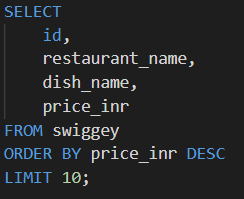 SELECT
    id,
    restaurant_name,
    dish_name,
    price_inr
FROM swiggey
ORDER BY price_inr DESC
LIMIT 10;